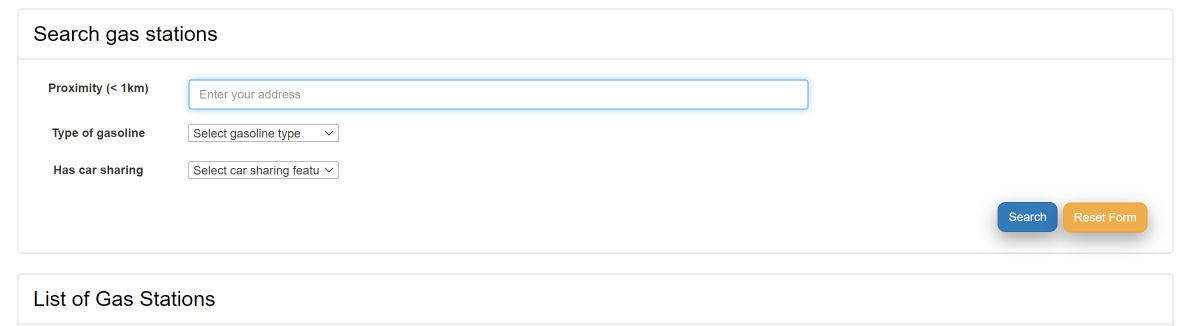 Search gas stations
Proximity (< 1km)
Enter your address
Type of gasoline
Select gasoline type
Has car sharing
Select car sharing featu
Search
Reset Form
List of Gas Stations